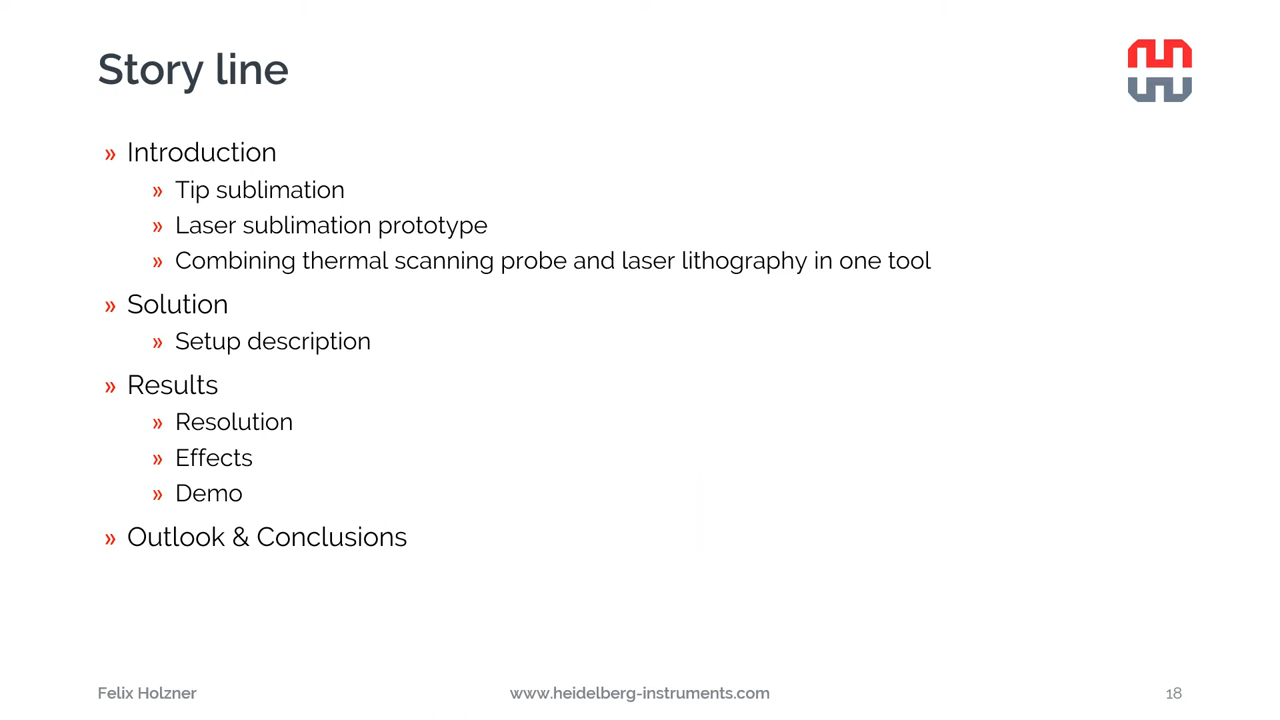 Story line
» Introduction
» Tip sublimation
» Laser sublimation prototype
» Combining thermal scanning probe and laser lithography in one tool
» Solution
» Setup description
» Results
» Resolution
» Effects
» Demo
» Outlook & Conclusions
Felix Holzner
www.heidelberg-instruments.com
18